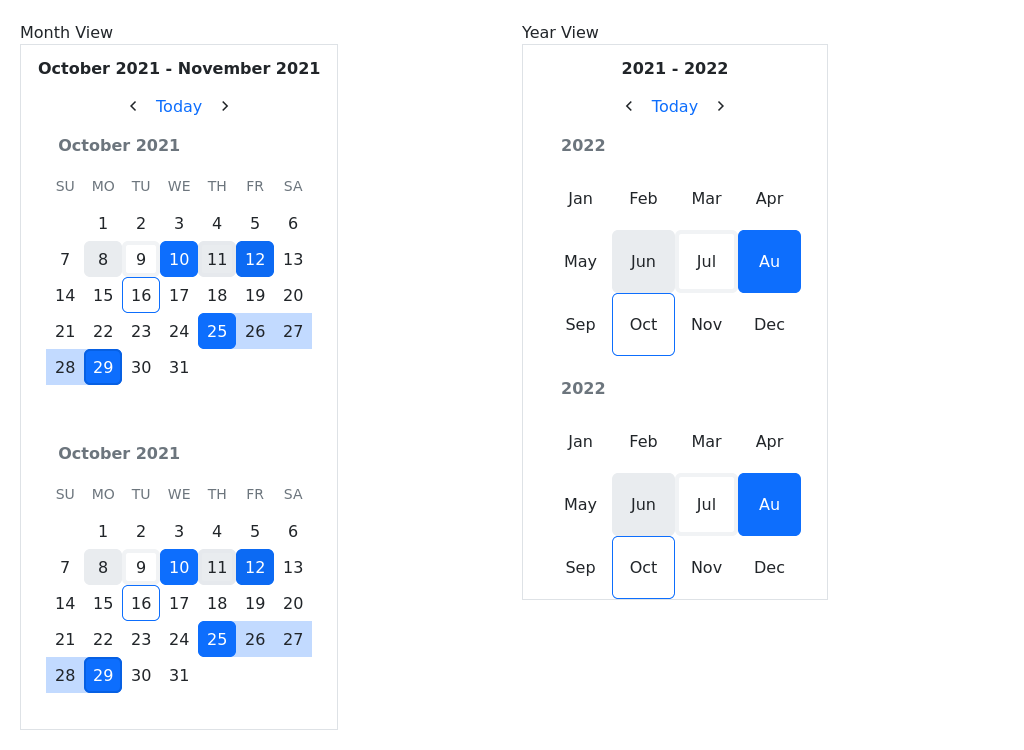 Month View
October 2021 - November 2021
Today
October 2021
SU MO TU WE TH FR SA
1 2 3 4 5 6
7 8 9 10 11 12 13
14 15 16 17 18 19 20
21 22 23 24 25 26 27
28 29 30 31
October 2021
SU MO TU WE TH FR SA
1 2 3 4 5 6
7 8 9 10 11 12 13
14 15 16 17 18 19 20
21 22 23 24 25 26 27
28 29 30 31
Year View
2021 - 2022
Today
2022
Jan Feb Mar Apr
May Jun Jul Au
Sep Oct Nov Dec
2022
Jan Feb Mar Apr
May Jun Jul Au
Sep Oct Nov Dec